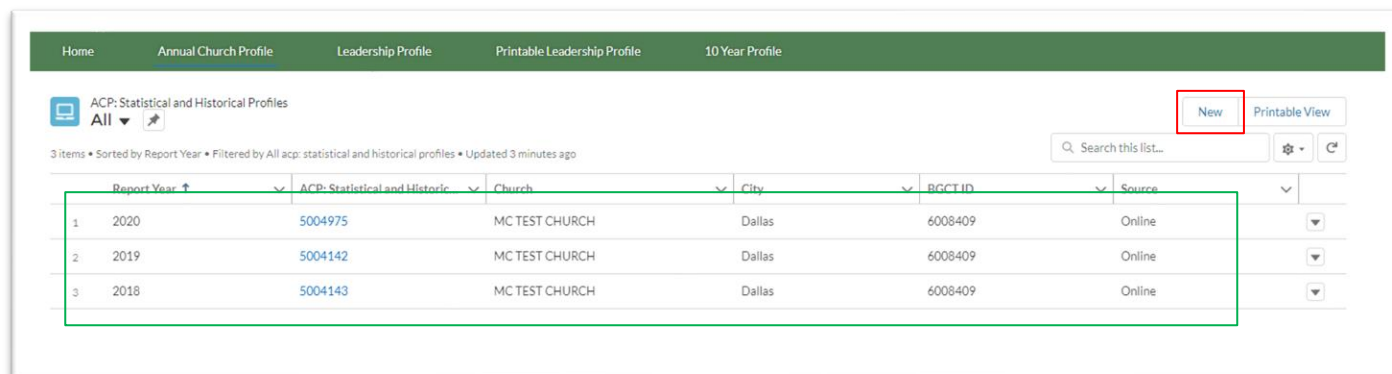 Home Annual Church Profile Leadership Profile Printable Leadership Profile 10 Year Profile
ACP: Statistical and Historical Profiles
All
New Printable View
3 items • Sorted by Report Year • Filtered by All acp: statistical and historical profiles • Updated 3 minutes ago
Search this list...
Report Year ↑ ACP: Statistical and Historic Church City BGCT ID Source
1 2020 5004975 MC TEST CHURCH Dallas 6008409 Online
2 2019 5004142 MC TEST CHURCH Dallas 6008409 Online
3 2018 5004143 MC TEST CHURCH Dallas 6008409 Online